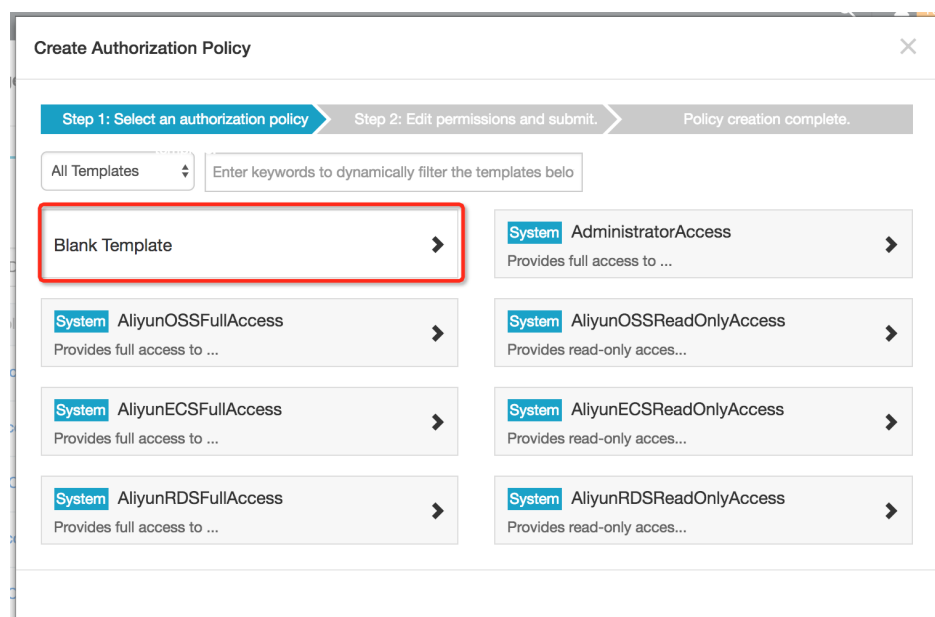 Create Authorization Policy
Step 1: Select an authorization policy
Step 2: Edit permissions and submit.
Policy creation complete.
All Templates
Enter keywords to dynamically filter the templates belo
Blank Template
System AdministratorAccess
Provides full access to ...
System AliyunOSSFullAccess
Provides full access to ...
System AliyunOSSReadOnlyAccess
Provides read-only acces...
System AliyunECSFullAccess
Provides full access to ...
System AliyunECSReadOnlyAccess
Provides read-only acces...
System AliyunRDSFullAccess
Provides full access to ...
System AliyunRDSReadOnlyAccess
Provides read-only acces...